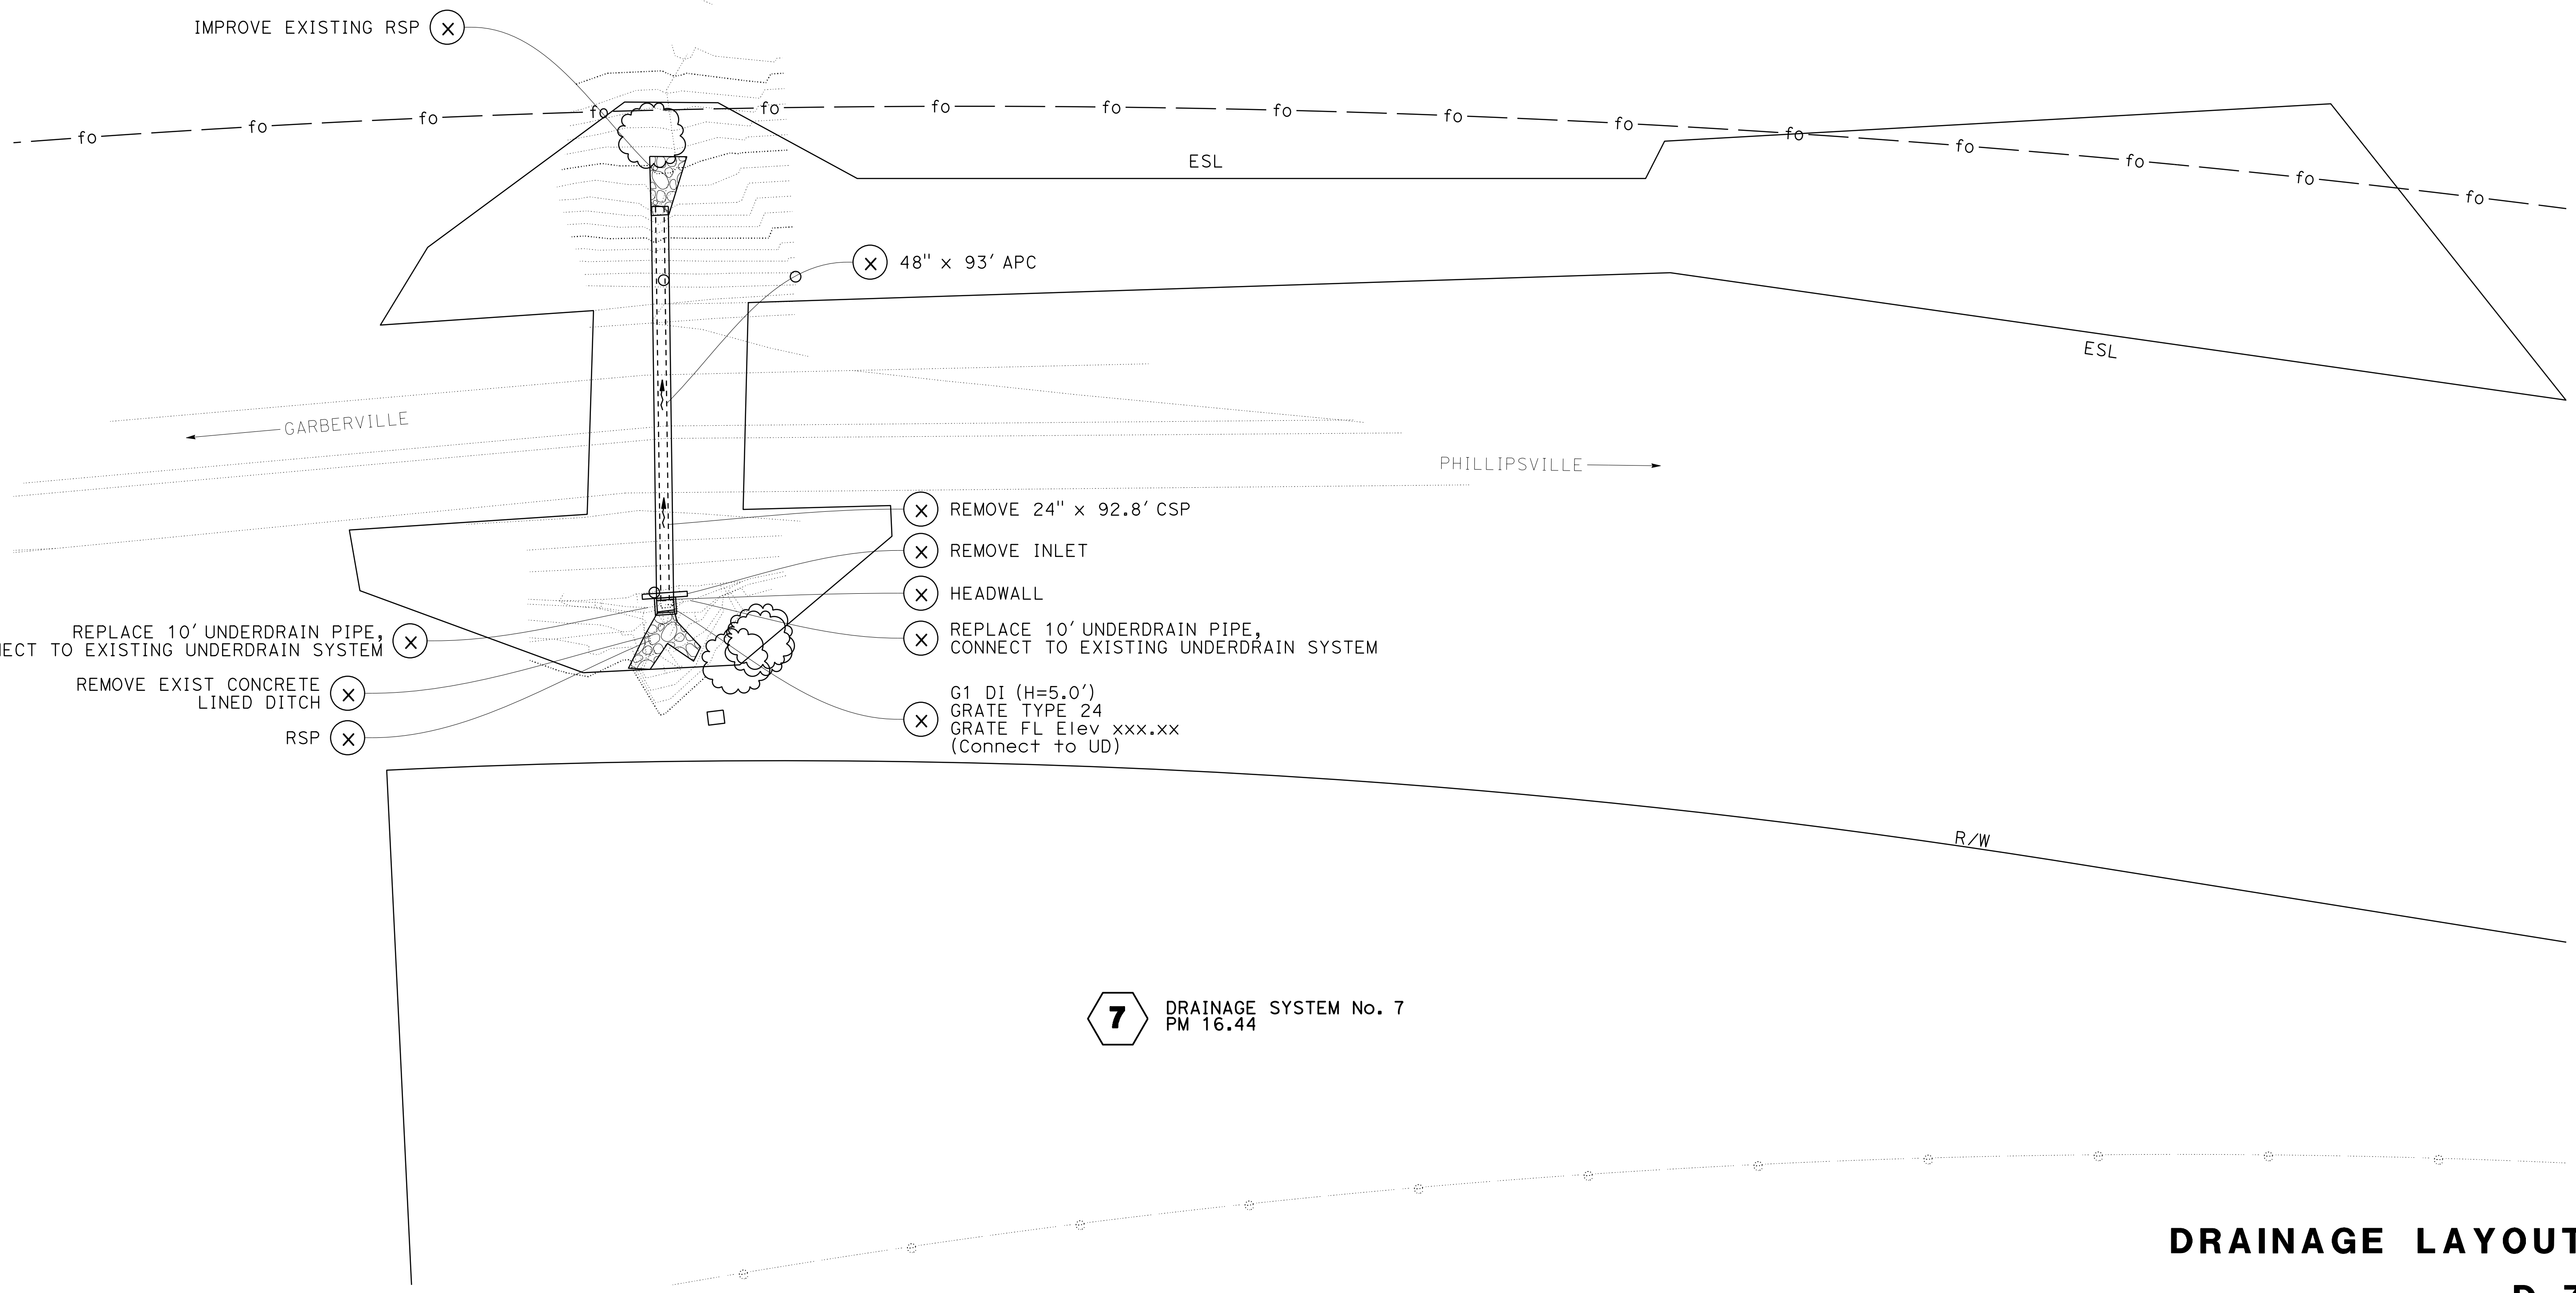 IMPROVE EXISTING RSP X
fo fo fo fo fo fo fo fo fo fo fo fo fo fo fo
ESL
X 48" x 93' APC
ESL
GARBERVILLE
PHILLIPSVILLE
X REMOVE 24" x 92.8' CSP
X REMOVE INLET
X HEADWALL
REPLACE 10' UNDERDRAIN PIPE,
ECT TO EXISTING UNDERDRAIN SYSTEM
X
X
REPLACE 10' UNDERDRAIN PIPE,
CONNECT TO EXISTING UNDERDRAIN SYSTEM
REMOVE EXIST CONCRETE
LINED DITCH
X
RSP X
X
G1 DI (H=5.0')
GRATE TYPE 24
GRATE FL Elev xxx.xx
(Connect to UD)
R/W
7
DRAINAGE SYSTEM No. 7
PM 16.44
e e e e e e e e e e e
DRAINAGE LAYOUT